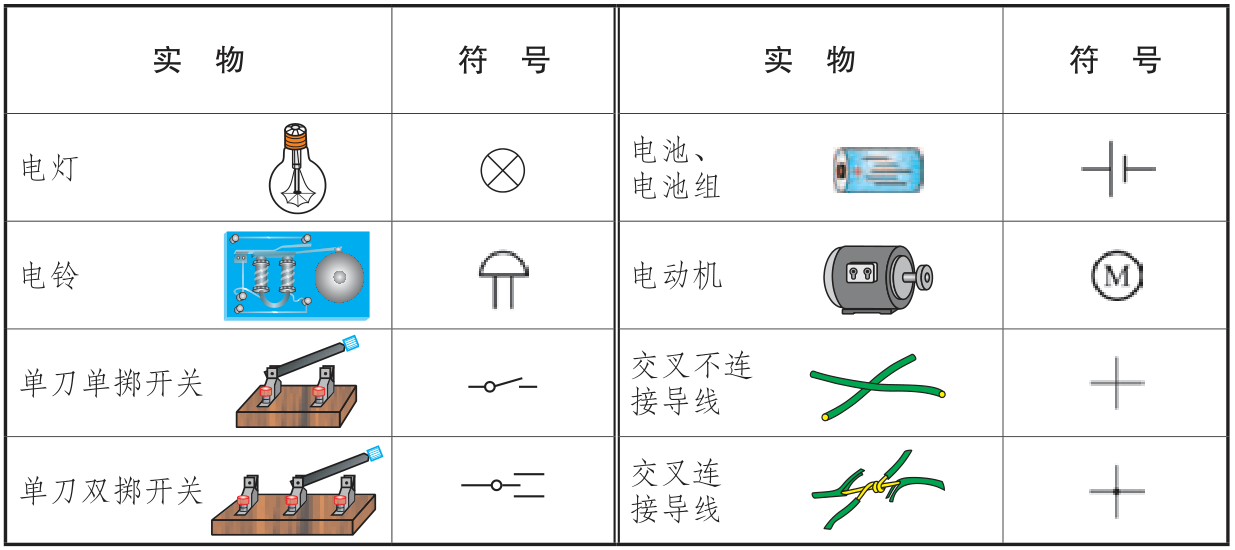 实 物 符 号 实 物 符 号
电灯
电池、
电池组
电铃
电动机
M
单刀单掷开关
交叉不连
接导线
单刀双掷开关
交叉连
接导线